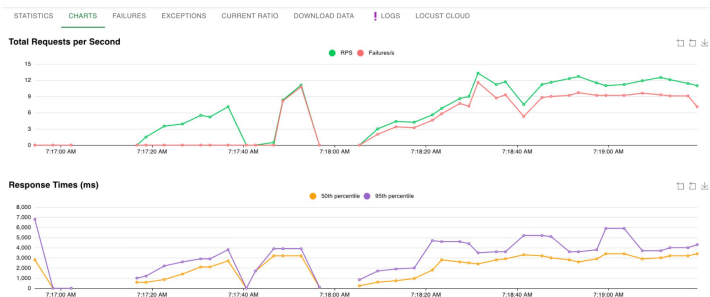 STATISTICS CHARTS FAILURES EXCEPTIONS CURRENT RATIO DOWNLOAD DATA ! LOGS LOCUST CLOUD
Total Requests per Second
RPS Failures/s
15
12
9
6
3
0
7:17:00 AM 7:17:20 AM 7:17:40 AM 7:18:00 AM 7:18:20 AM 7:18:40 AM 7:19:00 AM
Response Times (ms)
50th percentile 95th percentile
8,000
7,000
6,000
5,000
4,000
3,000
2,000
1,000
0
7:17:00 AM 7:17:20 AM 7:17:40 AM 7:18:00 AM 7:18:20 AM 7:18:40 AM 7:19:00 AM